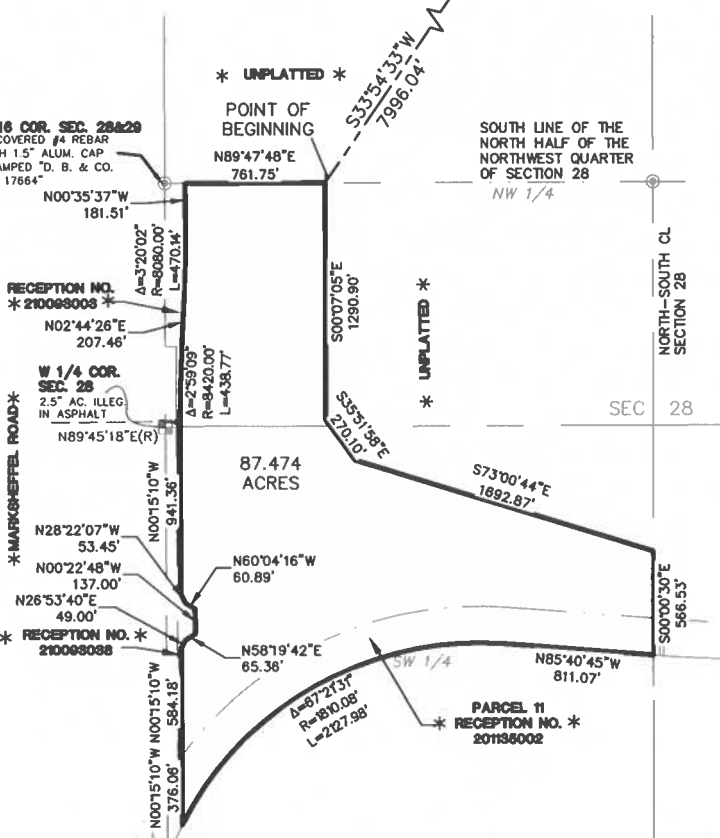 * UNPLATTED *
S33°54'33"W
7996.04'
POINT OF
BEGINNING
16 COR. SEC. 28&29
COVERED #4 REBAR
H 1.5" ALUM. CAP
AMPED "D. B. & CO.
17664"
N89°47'48"E
761.75'
SOUTH LINE OF THE
NORTH HALF OF THE
NORTHWEST QUARTER
OF SECTION 28
NW 1/4
N00°35'37"W
181.51'
Δ=3°20'02"
R=8080.00'
L=470.14'
S00°07'05"E
1290.90'
* UNPLATTED *
NORTH-SOUTH CL
SECTION 28
RECEPTION NO.
* 210093003 *
N02°44'26"E
207.46'
Δ=2°59'09"
R=8420.00'
L=438.77'
W 1/4 COR.
SEC. 28
2.5" AC. ILLEG.
IN ASPHALT
N89°45'18"E(R)
S35°51'58"E
270.10'
SEC 28
*MARKSHEFFEL ROAD*
N00°15'10"W
941.36'
87.474
ACRES
S73°00'44"E
1692.87'
N28°22'07"W
53.45'
N00°22'48"W
137.00'
N26°53'40"E
49.00'
N60°04'16"W
60.89'
S00°00'30"E
566.53'
* RECEPTION NO. *
210093038
N58°19'42"E
65.36'
SW 1/4
N85°40'45"W
811.07'
N00°15'10"W
584.18'
N00°15'10"W
376.06'
Δ=67°21'31"
R=1810.08'
L=2127.98'
PARCEL 11
* RECEPTION NO. *
201135002